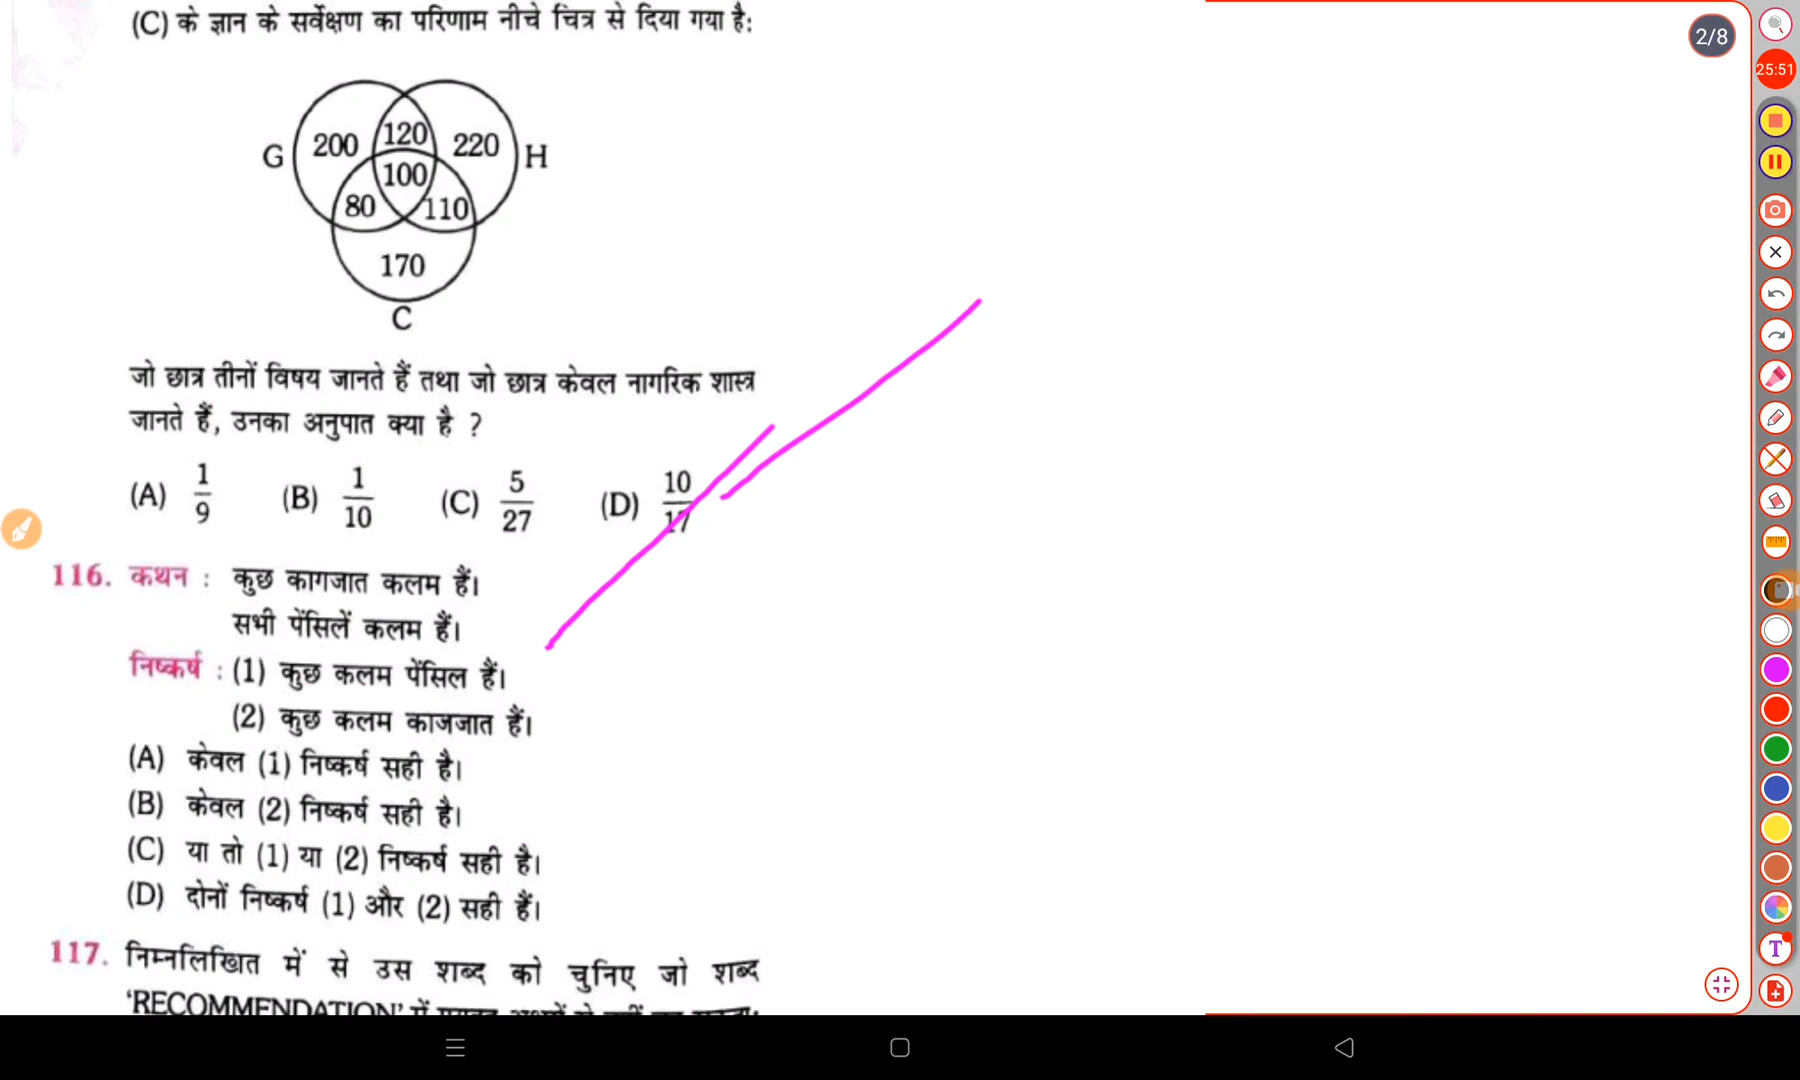 (C) के ज्ञान के सर्वेक्षण का परिणाम नीचे चित्र से दिया गया है:
2/8
25:51
G 200 120 220 H
100
80 110
170
C
जो छात्र तीनों विषय जानते हैं तथा जो छात्र केवल नागरिक शास्त्र
जानते हैं, उनका अनुपात क्या है ?
(A) 1/9 (B) 1/10 (C) 5/27 (D) 10/17
116. कथन : कुछ कागजात कलम हैं।
सभी पेंसिलें कलम हैं।
निष्कर्ष : (1) कुछ कलम पेंसिल हैं।
(2) कुछ कलम काजजात हैं।
(A) केवल (1) निष्कर्ष सही है।
(B) केवल (2) निष्कर्ष सही है।
(C) या तो (1) या (2) निष्कर्ष सही है।
(D) दोनों निष्कर्ष (1) और (2) सही हैं।
117. निम्नलिखित में से उस शब्द को चुनिए जो शब्द
'RECOMMENDATION' में
T